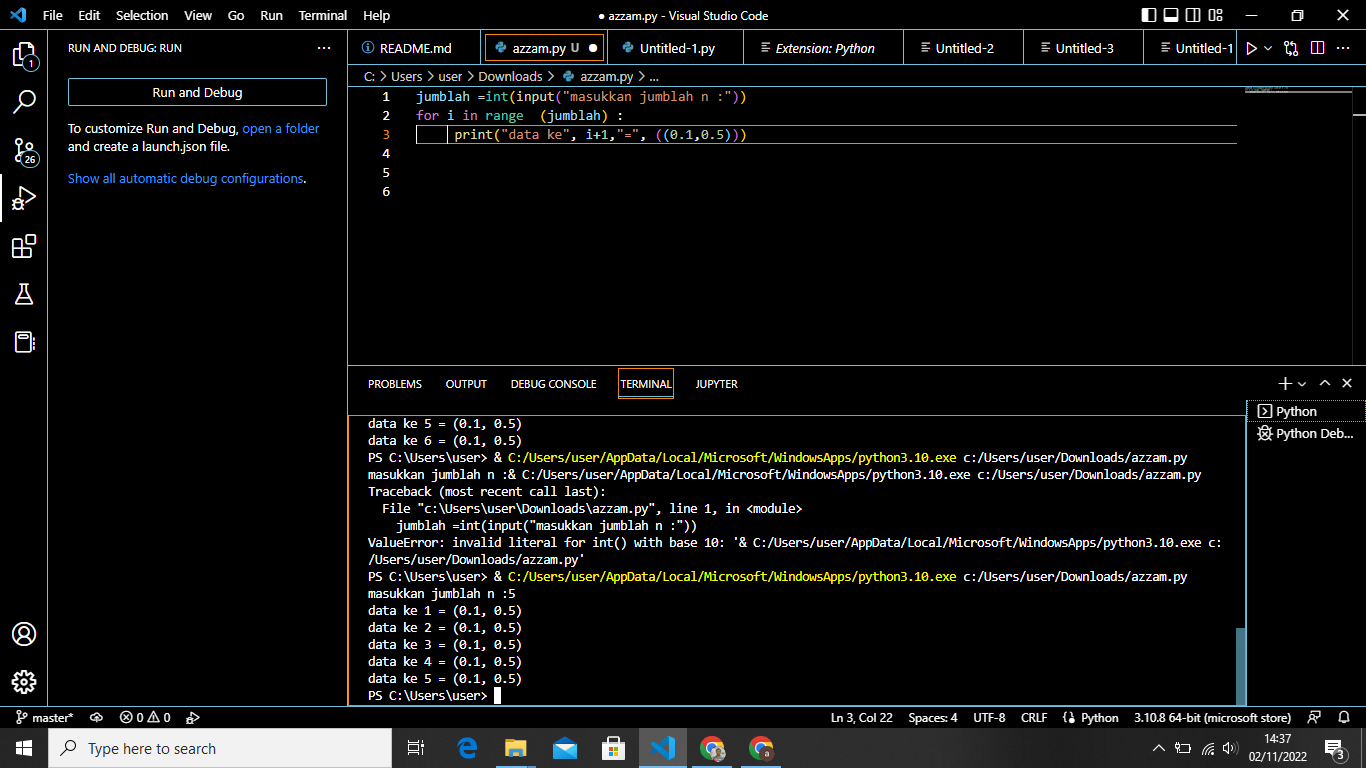 File Edit Selection View Go Run Terminal Help
● azzam.py - Visual Studio Code
RUN AND DEBUG: RUN
README.md
azzam.py U
Untitled-1.py
Extension: Python
Untitled-2
Untitled-3
Untitled-1
C: > Users > user > Downloads > azzam.py > ...
1
Run and Debug
To customize Run and Debug, open a folder
and create a launch.json file.
Show all automatic debug configurations.
26
1 jumblah =int(input("masukkan jumblah n :"))
2 for i in range  (jumblah) :
3     print("data ke", i+1,"=", ((0.1,0.5)))
4
5
6
PROBLEMS OUTPUT DEBUG CONSOLE TERMINAL JUPYTER
data ke 5 = (0.1, 0.5)
data ke 6 = (0.1, 0.5)
PS C:\Users\user> & C:/Users/user/AppData/Local/Microsoft/WindowsApps/python3.10.exe c:/Users/user/Downloads/azzam.py
masukkan jumblah n :& C:/Users/user/AppData/Local/Microsoft/WindowsApps/python3.10.exe c:/Users/user/Downloads/azzam.py
Traceback (most recent call last):
  File "c:\Users\user\Downloads\azzam.py", line 1, in <module>
    jumblah =int(input("masukkan jumblah n :"))
ValueError: invalid literal for int() with base 10: '& C:/Users/user/AppData/Local/Microsoft/WindowsApps/python3.10.exe c:
/Users/user/Downloads/azzam.py'
PS C:\Users\user> & C:/Users/user/AppData/Local/Microsoft/WindowsApps/python3.10.exe c:/Users/user/Downloads/azzam.py
masukkan jumblah n :5
data ke 1 = (0.1, 0.5)
data ke 2 = (0.1, 0.5)
data ke 3 = (0.1, 0.5)
data ke 4 = (0.1, 0.5)
data ke 5 = (0.1, 0.5)
PS C:\Users\user>
Python
Python Deb...
master* 0 0
Ln 3, Col 22 Spaces: 4 UTF-8 CRLF Python 3.10.8 64-bit (microsoft store)
Type here to search
14:37
02/11/2022
3